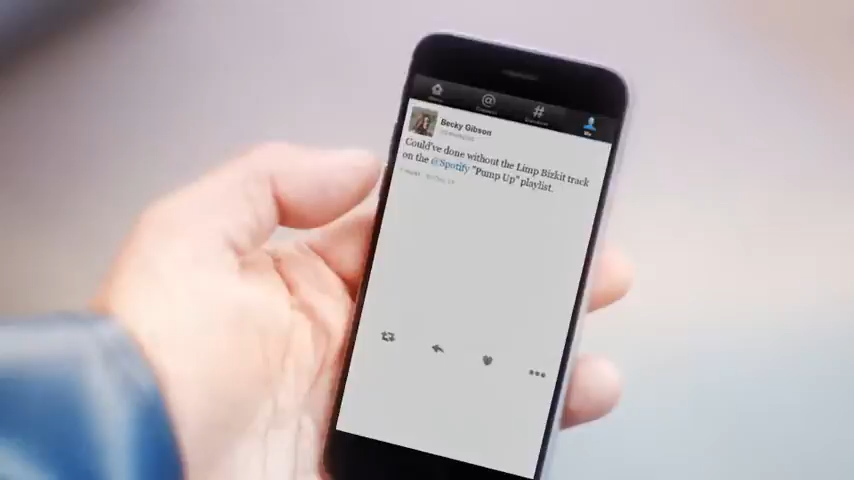 Becky Gibson
Could've done without the Limp Bizkit track
on the @Spotify "Pump Up" playlist.